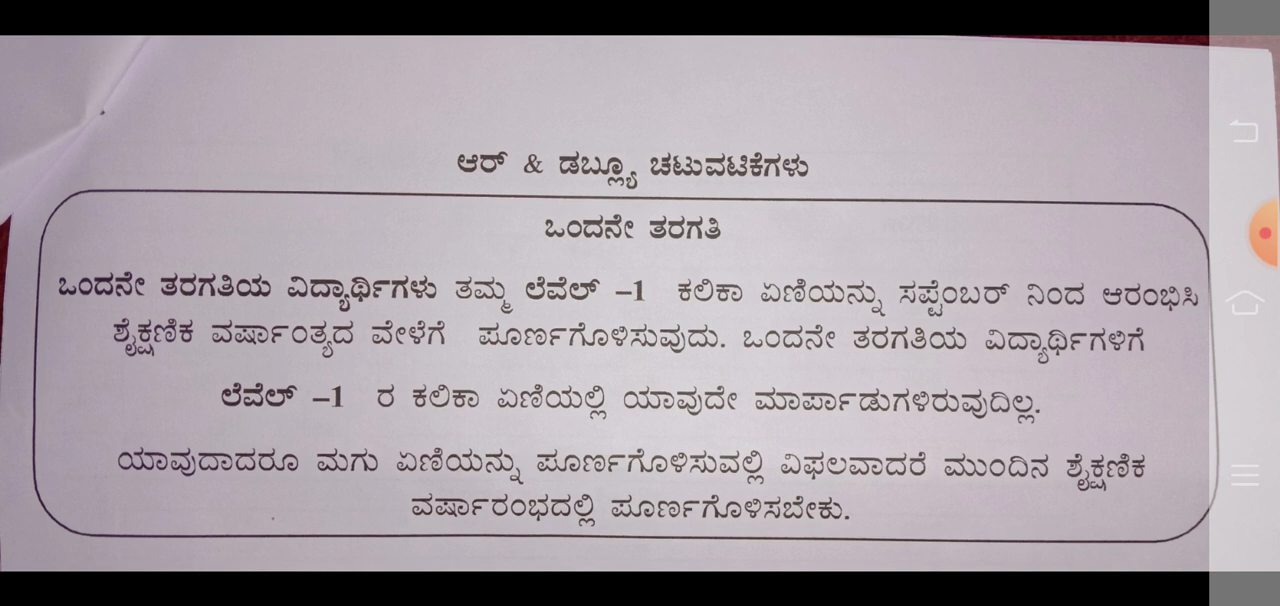 ಆರ್ & ಡಬ್ಲ್ಯೂ ಚಟುವಟಿಕೆಗಳು
ಒಂದನೇ ತರಗತಿ
ಒಂದನೇ ತರಗತಿಯ ವಿದ್ಯಾರ್ಥಿಗಳು ತಮ್ಮ ಲೆವೆಲ್ –1 ಕಲಿಕಾ ಏಣಿಯನ್ನು ಸಪ್ಟೆಂಬರ್ ನಿಂದ ಆರಂಭಿಸಿ
ಶೈಕ್ಷಣಿಕ ವರ್ಷಾಂತ್ಯದ ವೇಳೆಗೆ ಪೂರ್ಣಗೊಳಿಸುವುದು. ಒಂದನೇ ತರಗತಿಯ ವಿದ್ಯಾರ್ಥಿಗಳಿಗೆ
ಲೆವೆಲ್ –1 ರ ಕಲಿಕಾ ಏಣಿಯಲ್ಲಿ ಯಾವುದೇ ಮಾರ್ಪಾಡುಗಳಿರುವುದಿಲ್ಲ.
ಯಾವುದಾದರೂ ಮಗು ಏಣಿಯನ್ನು ಪೂರ್ಣಗೊಳಿಸುವಲ್ಲಿ ವಿಫಲವಾದರೆ ಮುಂದಿನ ಶೈಕ್ಷಣಿಕ
ವರ್ಷಾರಂಭದಲ್ಲಿ ಪೂರ್ಣಗೊಳಿಸಬೇಕು.